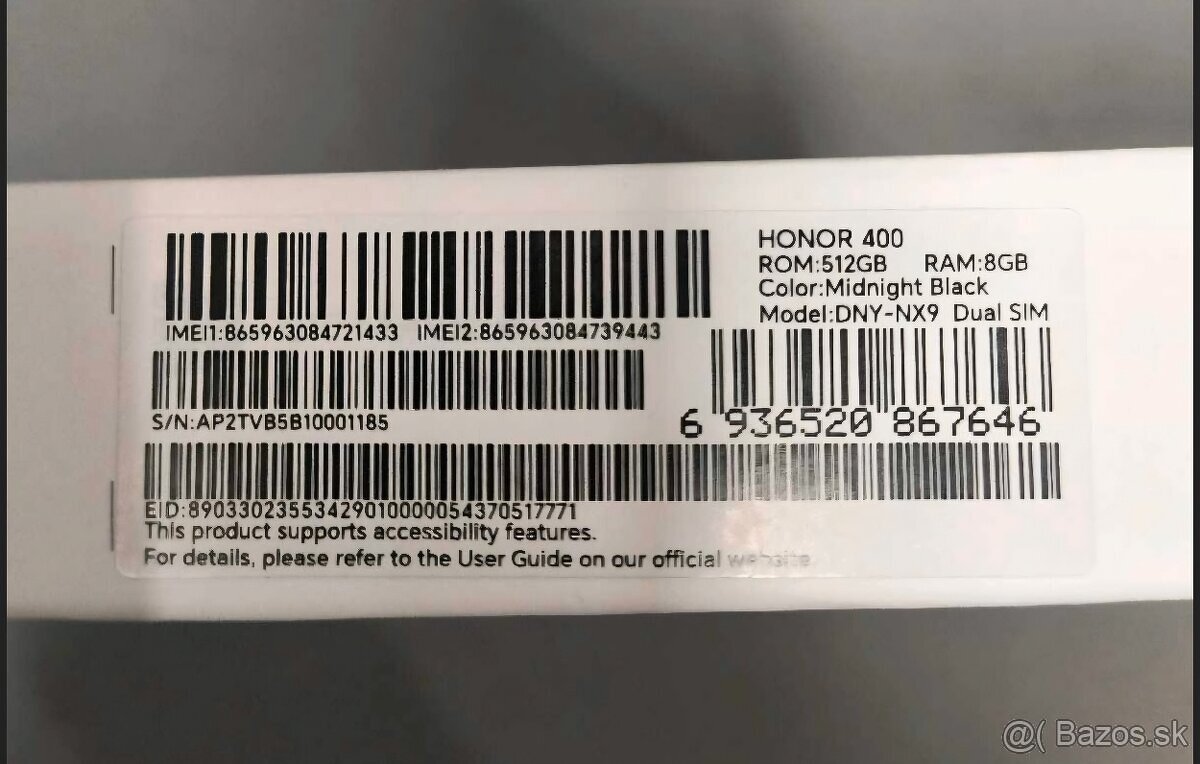 HONOR 400
ROM:512GB RAM:8GB
Color:Midnight Black
Model:DNY-NX9 Dual SIM
IMEI1:865963084721433 IMEI2:865963084739443
S/N:AP2TVB5B10001185
6 936520 867646
EID:89033023553429010000054370517771
This product supports accessibility features.
For details, please refer to the User Guide on our official website
@( Bazos.sk